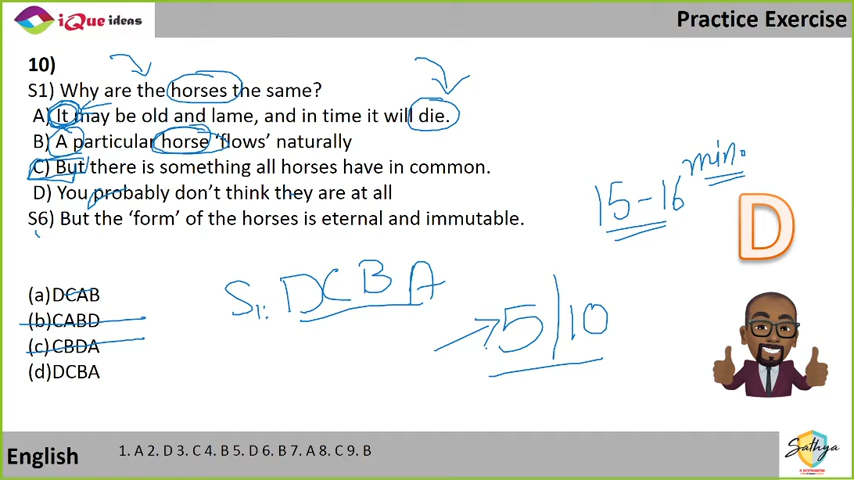 iQue ideas
Practice Exercise
10)
S1) Why are the horses the same?
A) It may be old and lame, and in time it will die.
B) A particular horse 'flows' naturally
C) But there is something all horses have in common.
D) You probably don't think they are at all
S6) But the 'form' of the horses is eternal and immutable.
15-16 min.
D
(a)DCAB
(b)CABD
(c)CBDA
(d)DCBA
S1: DCBA
5|10
English
1. A 2. D 3. C 4. B 5. D 6. B 7. A 8. C 9. B
Sathya